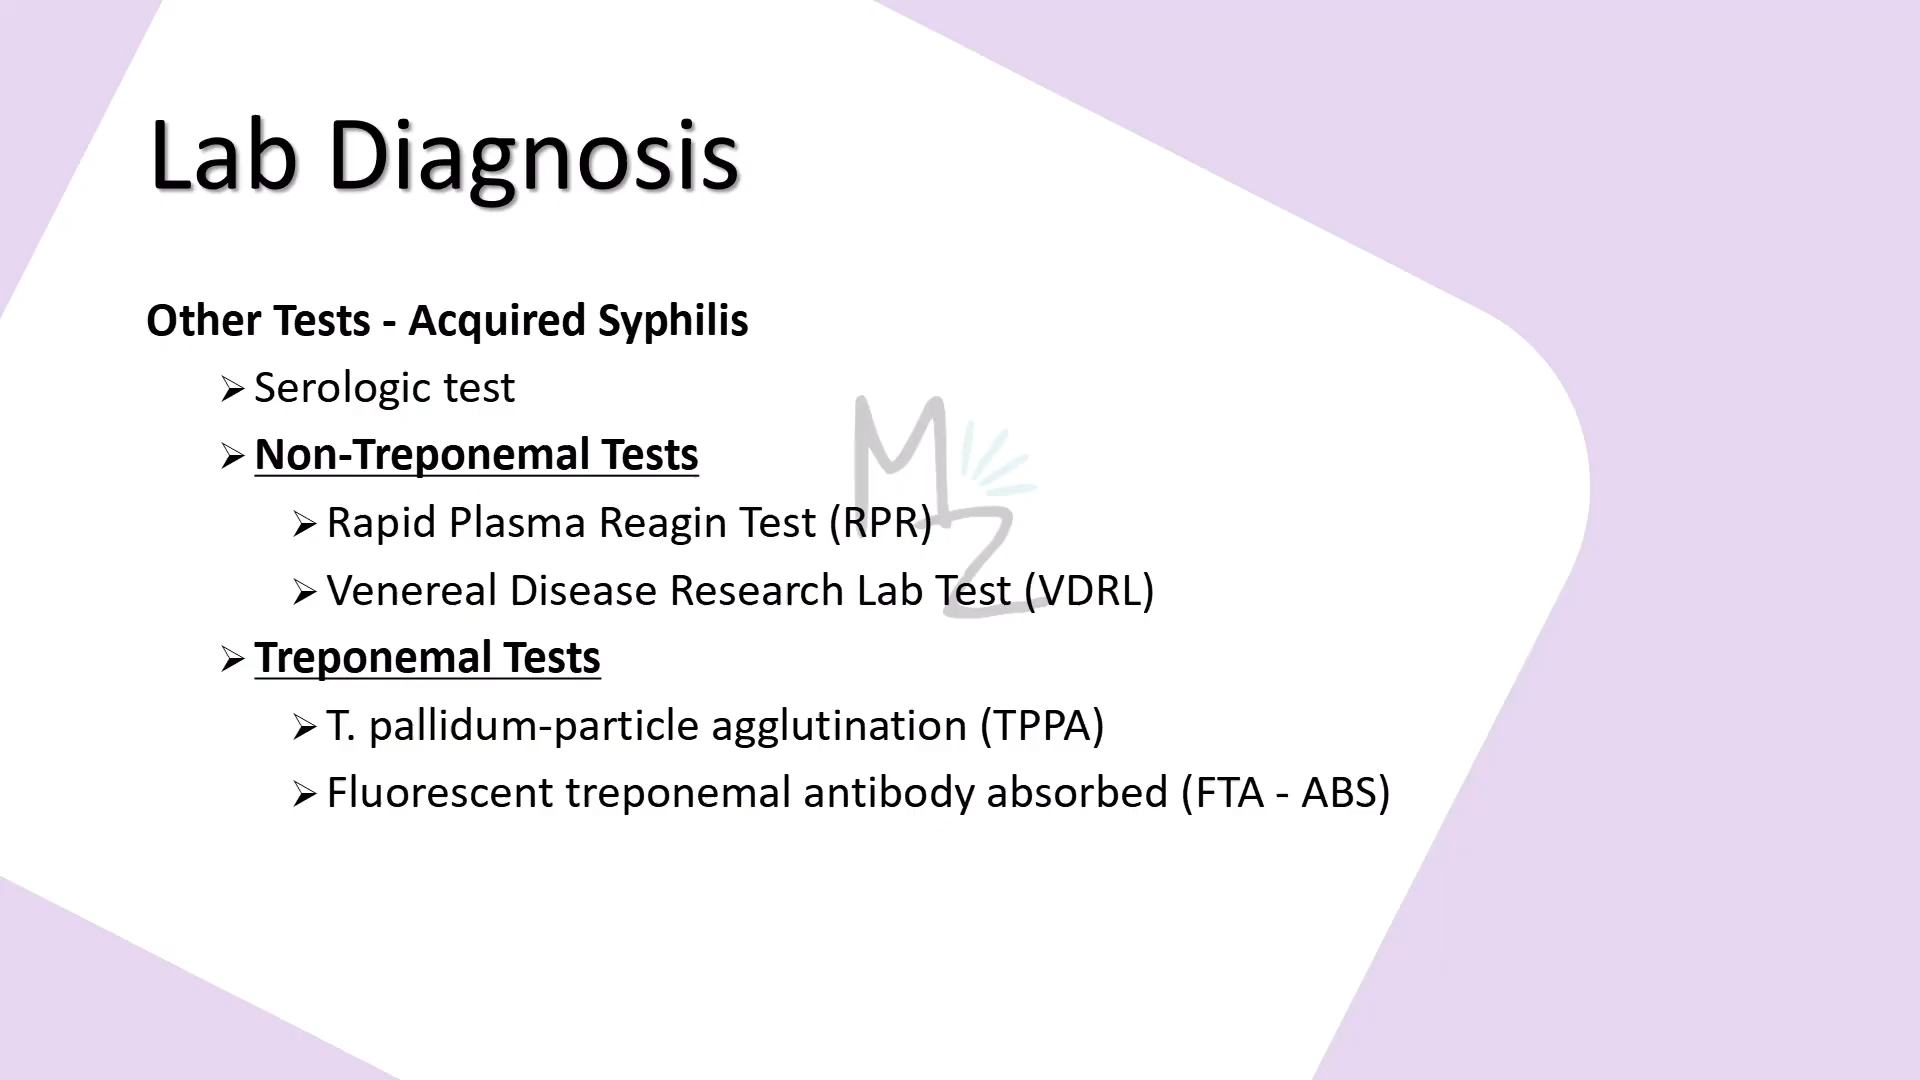 Lab Diagnosis
Other Tests - Acquired Syphilis
Serologic test
Non-Treponemal Tests
Rapid Plasma Reagin Test (RPR)
Venereal Disease Research Lab Test (VDRL)
Treponemal Tests
T. pallidum-particle agglutination (TPPA)
Fluorescent treponemal antibody absorbed (FTA - ABS)
MZ